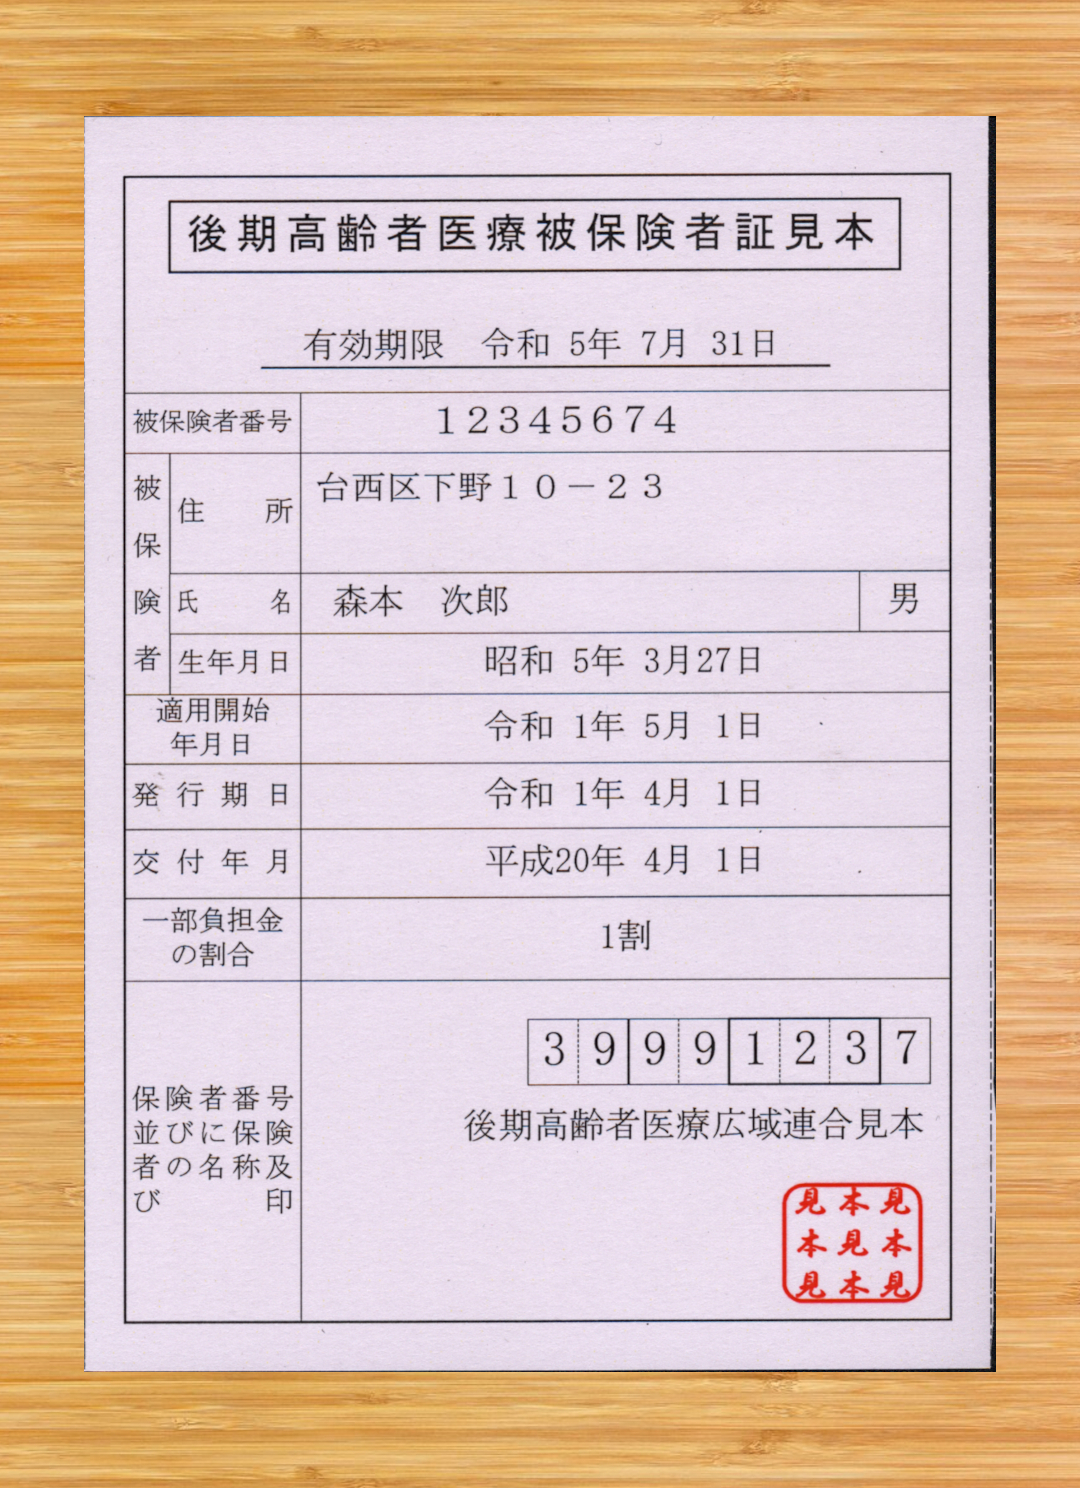 後期高齢者医療被保険者証見本
有効期限 令和 5年 7月 31日
被保険者番号 １２３４５６７４
被保険者
住所 台西区下野１０－２３
氏名 森本 次郎 男
生年月日 昭和 5年 3月27日
適用開始
年月日
令和 1年 5月 1日
発行期日 令和 1年 4月 1日
交付年月 平成20年 4月 1日
一部負担金
の割合
1割
保険者番号
並びに保険
者の名称及
び印
39991237
後期高齢者医療広域連合見本
見本見
本見本
見本見